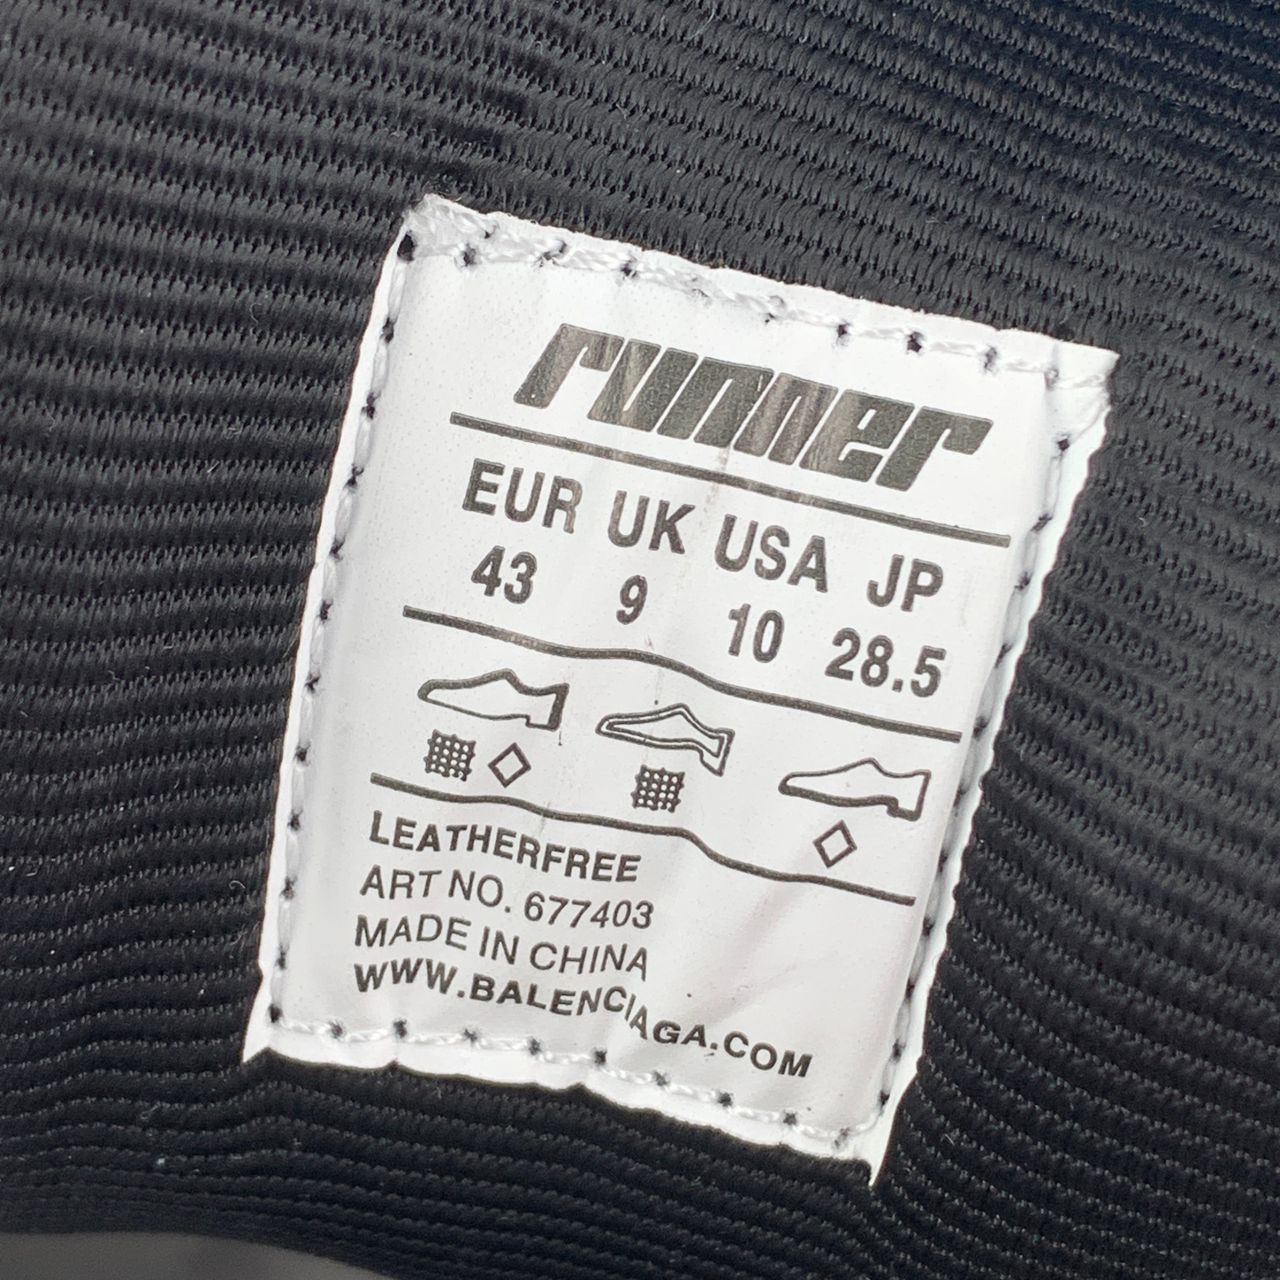 runner
EUR UK USA JP
43 9 10 28.5
LEATHERFREE
ART NO. 677403
MADE IN CHINA
WWW.BALENCIAGA.COM